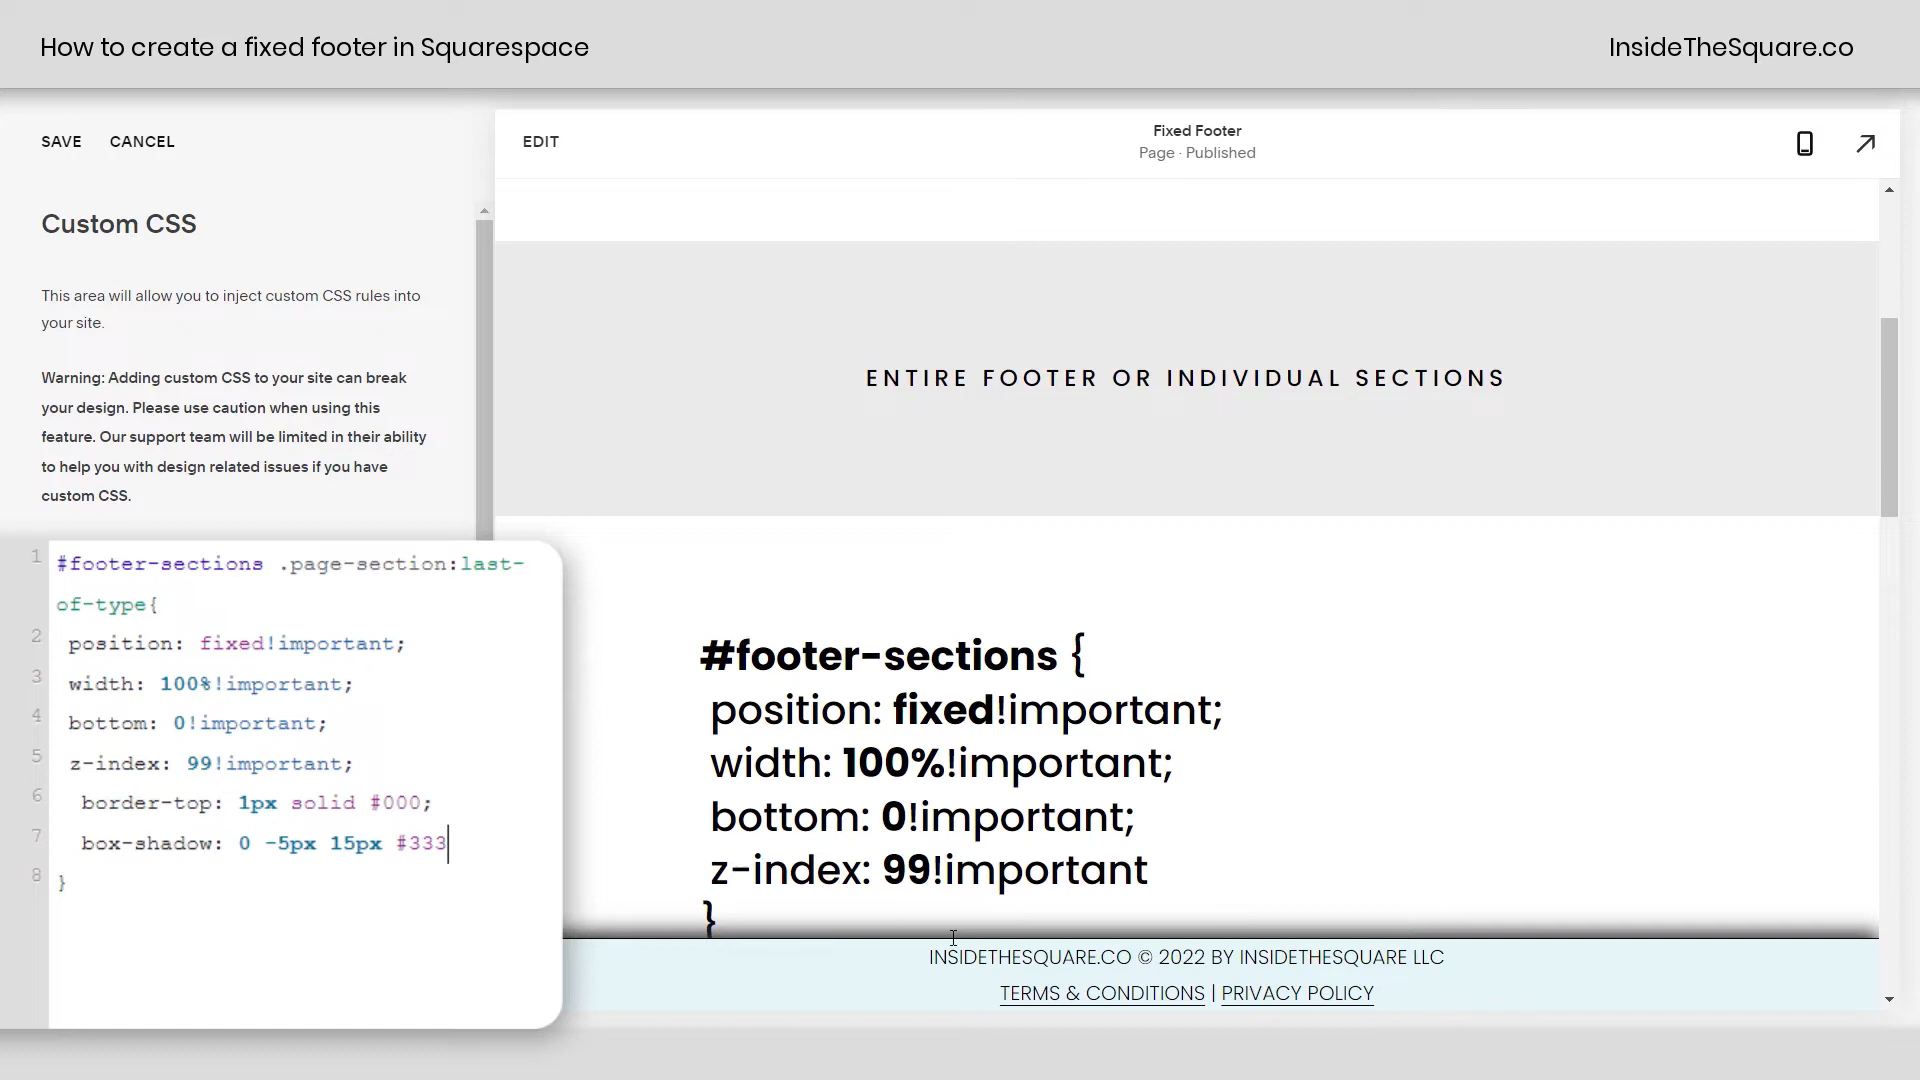 How to create a fixed footer in Squarespace
InsideTheSquare.co
SAVE CANCEL
EDIT
Fixed Footer
Page · Published
Custom CSS
This area will allow you to inject custom CSS rules into
your site.
Warning: Adding custom CSS to your site can break
your design. Please use caution when using this
feature. Our support team will be limited in their ability
to help you with design related issues if you have
custom CSS.
1 #footer-sections .page-section:last-
of-type{
2 position: fixed!important;
3 width: 100%!important;
4 bottom: 0!important;
5 z-index: 99!important;
6 border-top: 1px solid #000;
7 box-shadow: 0 -5px 15px #333
8 }
ENTIRE FOOTER OR INDIVIDUAL SECTIONS
#footer-sections {
position: fixed!important;
width: 100%!important;
bottom: 0!important;
z-index: 99!important
}
INSIDETHESQUARE.CO © 2022 BY INSIDETHESQUARE LLC
TERMS & CONDITIONS | PRIVACY POLICY